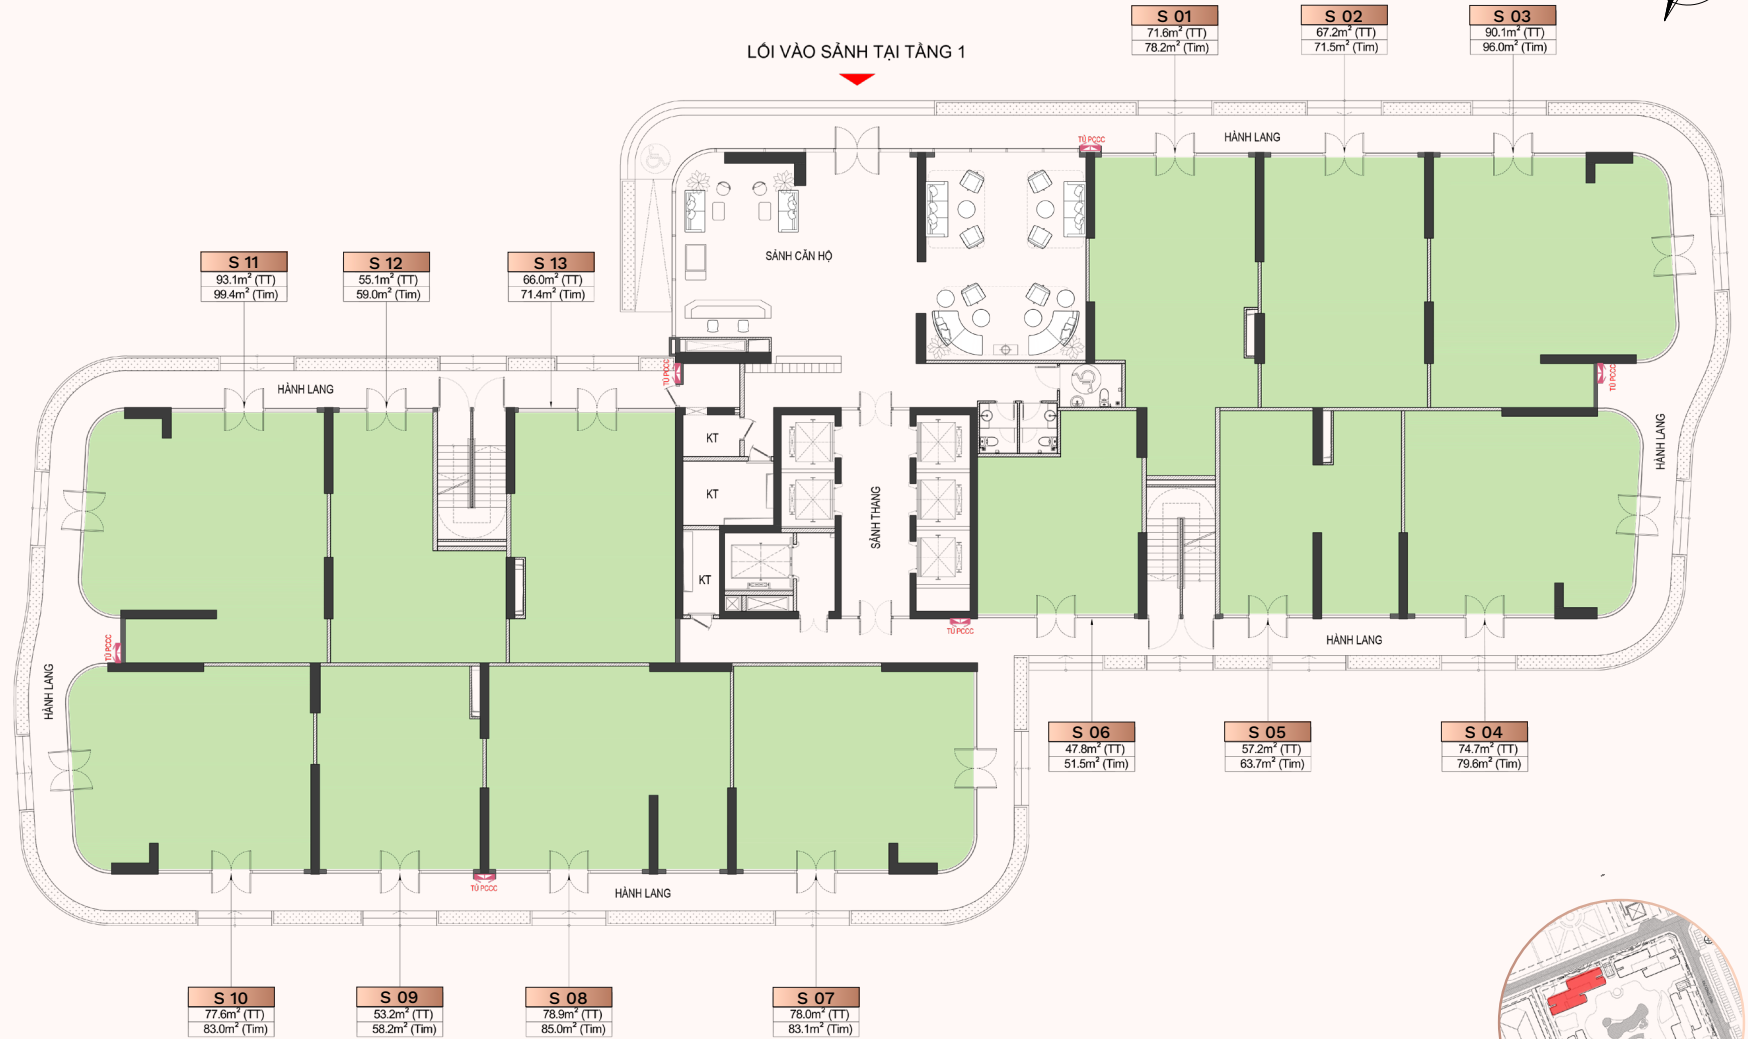 S 01
71.6m² (TT)
78.2m² (Tim)
S 02
67.2m² (TT)
71.5m² (Tim)
S 03
90.1m² (TT)
96.0m² (Tim)
LỐI VÀO SẢNH TẠI TẦNG 1
TỦ PCCC
HÀNH LANG
S 11
93.1m² (TT)
99.4m² (Tim)
S 12
55.1m² (TT)
59.0m² (Tim)
S 13
66.0m² (TT)
71.4m² (Tim)
SẢNH CĂN HỘ
HÀNH LANG
TỦ PCCC
TỦ PCCC
KT
KT
KT
SẢNH THANG
HÀNH LANG
TỦ PCCC
HÀNH LANG
TỦ PCCC
HÀNH LANG
S 06
47.8m² (TT)
51.5m² (Tim)
S 05
57.2m² (TT)
63.7m² (Tim)
S 04
74.7m² (TT)
79.6m² (Tim)
TỦ PCCC
HÀNH LANG
S 10
77.6m² (TT)
83.0m² (Tim)
S 09
53.2m² (TT)
58.2m² (Tim)
S 08
78.9m² (TT)
85.0m² (Tim)
S 07
78.0m² (TT)
83.1m² (Tim)